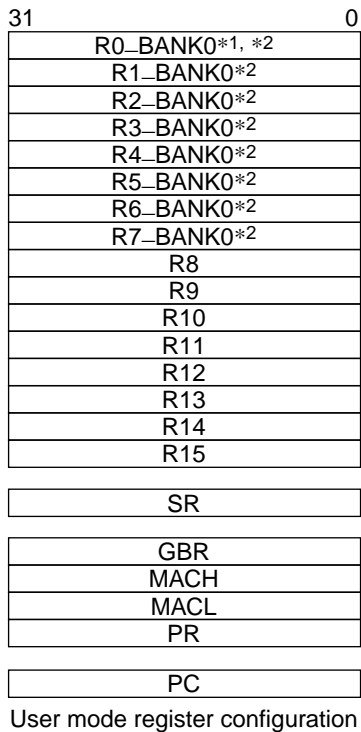 31 0
R0_BANK0*1, *2
R1_BANK0*2
R2_BANK0*2
R3_BANK0*2
R4_BANK0*2
R5_BANK0*2
R6_BANK0*2
R7_BANK0*2
R8
R9
R10
R11
R12
R13
R14
R15
SR
GBR
MACH
MACL
PR
PC
User mode register configuration